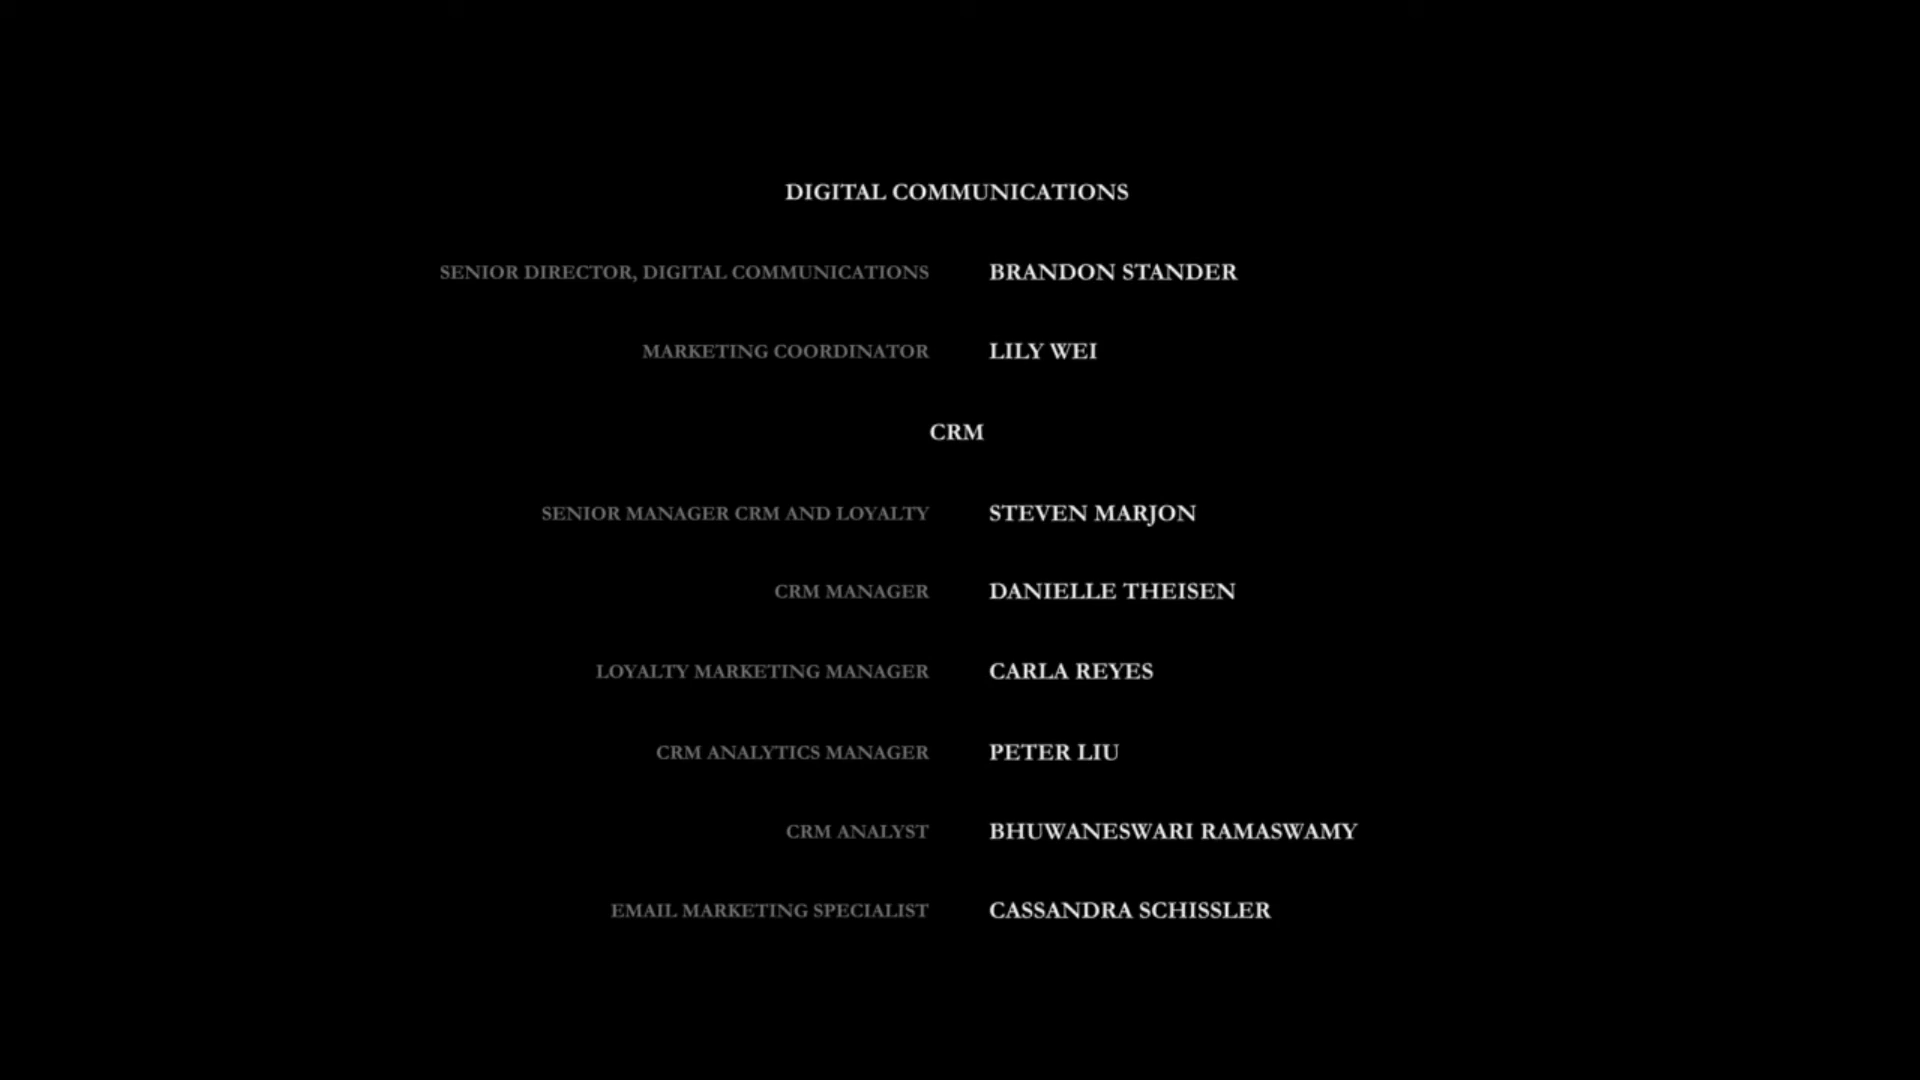 DIGITAL COMMUNICATIONS
SENIOR DIRECTOR, DIGITAL COMMUNICATIONS BRANDON STANDER
MARKETING COORDINATOR LILY WEI
CRM
SENIOR MANAGER CRM AND LOYALTY STEVEN MARJON
CRM MANAGER DANIELLE THEISEN
LOYALTY MARKETING MANAGER CARLA REYES
CRM ANALYTICS MANAGER PETER LIU
CRM ANALYST BHUWANESWARI RAMASWAMY
EMAIL MARKETING SPECIALIST CASSANDRA SCHISSLER